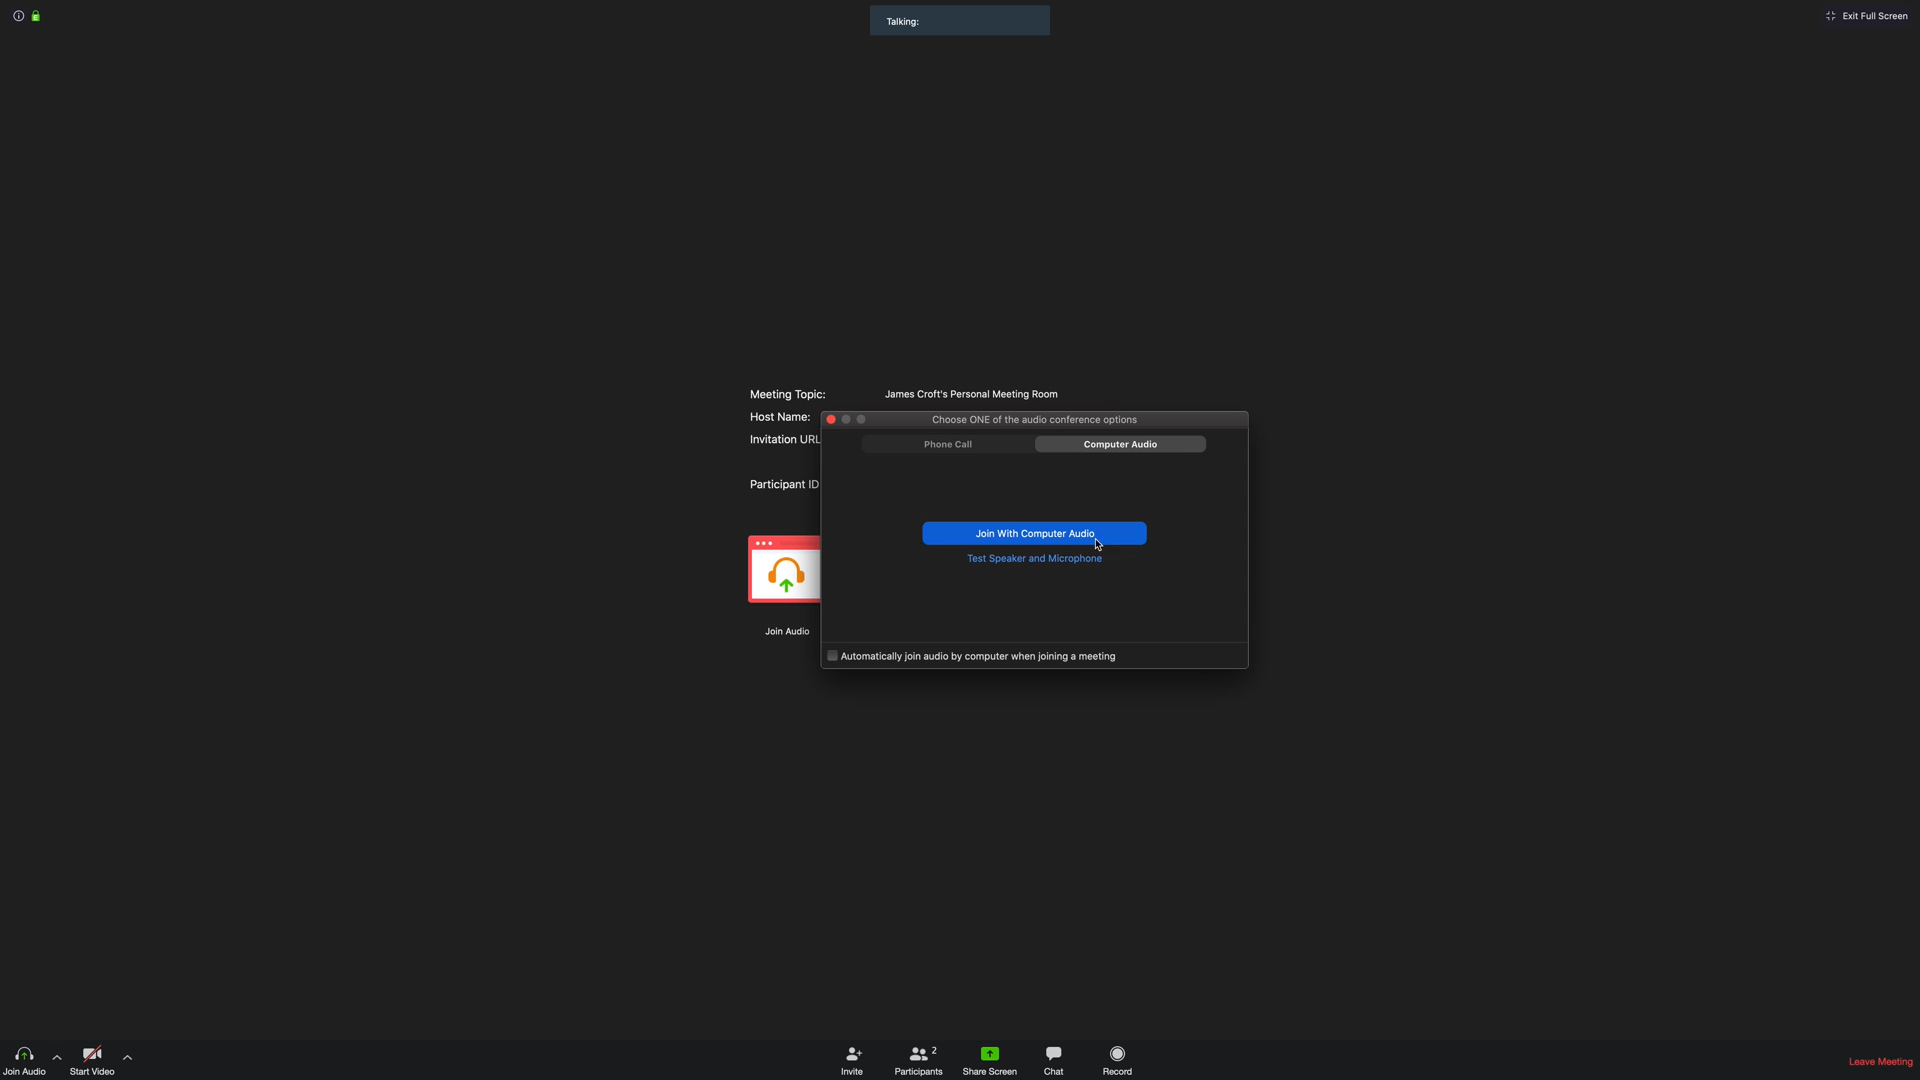 Talking:
Exit Full Screen
Meeting Topic: James Croft's Personal Meeting Room
Host Name:
Invitation URL
Participant ID
Choose ONE of the audio conference options
Phone Call Computer Audio
Join With Computer Audio
Test Speaker and Microphone
Join Audio
Automatically join audio by computer when joining a meeting
Join Audio Start Video Invite Participants 2 Share Screen Chat Record Leave Meeting